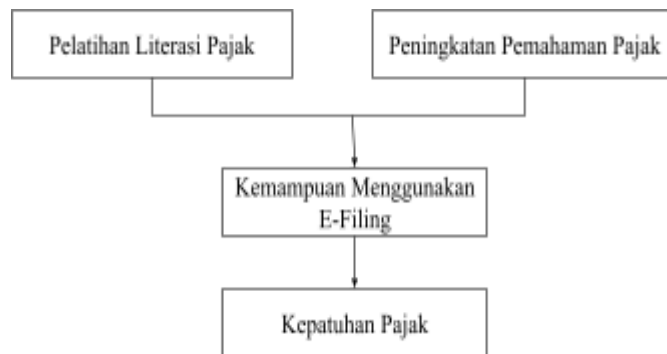 Pelatihan Literasi Pajak
Peningkatan Pemahaman Pajak
Kemampuan Menggunakan
E-Filing
Kepatuhan Pajak